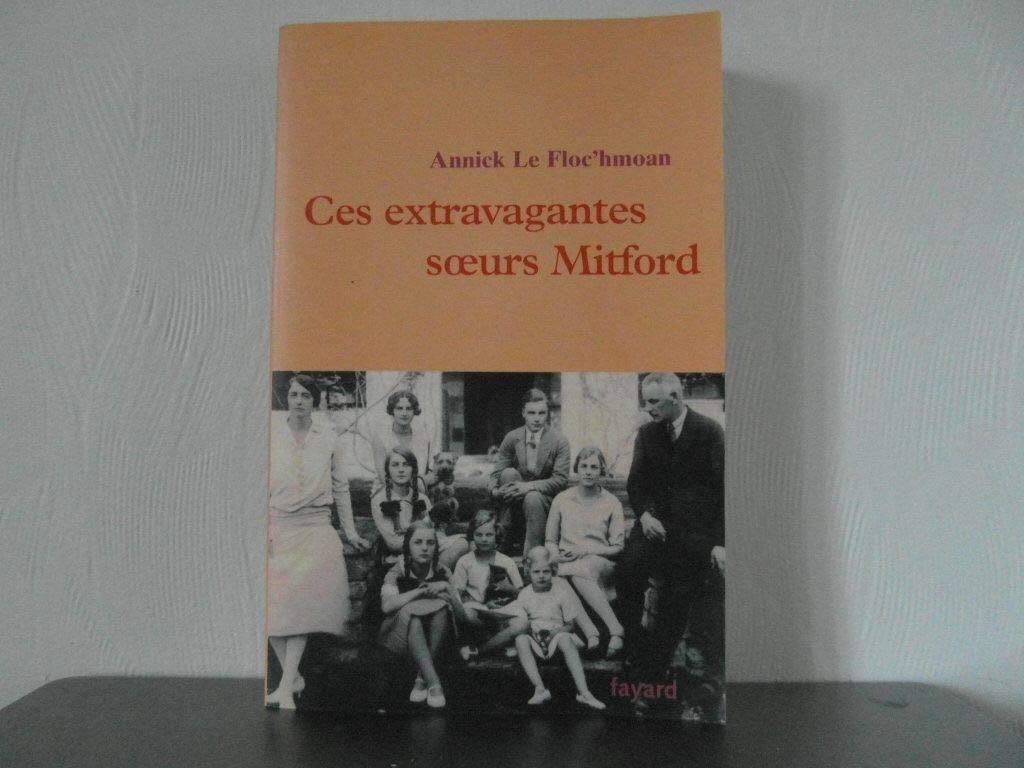 Annick Le Floc'hmoan
Ces extravagantes
sœurs Mitford
fayard